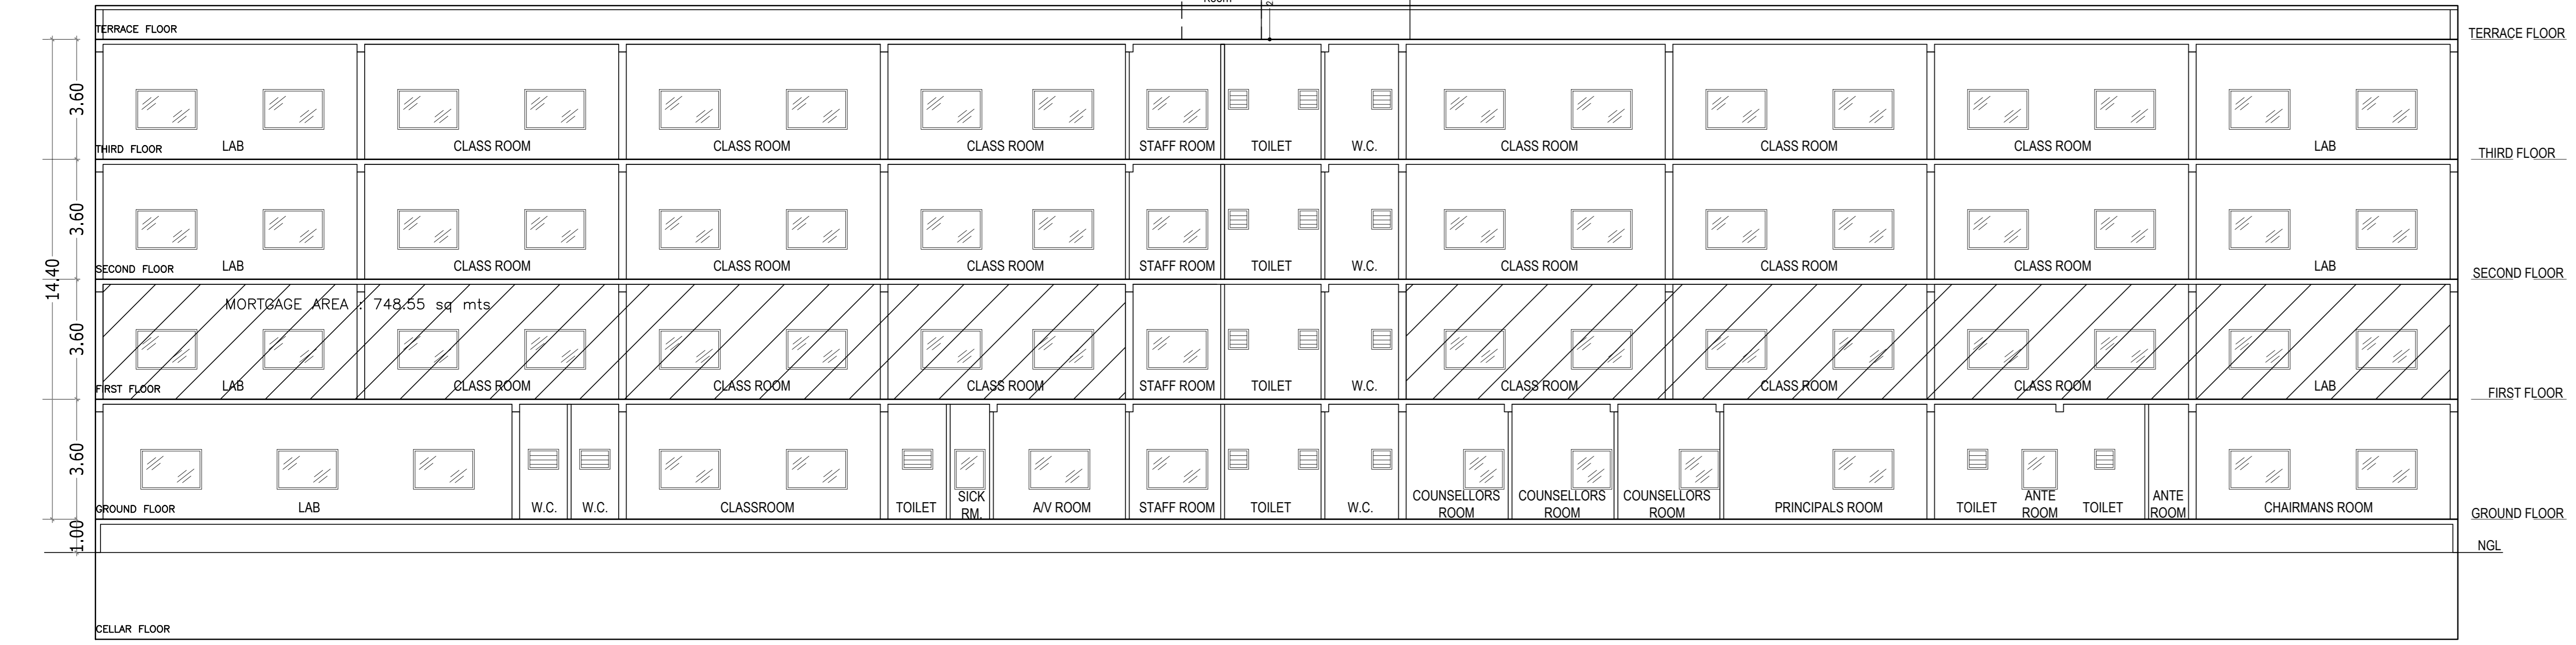 Room
2
TERRACE FLOOR
TERRACE FLOOR
3.60
LAB CLASS ROOM CLASS ROOM CLASS ROOM STAFF ROOM TOILET W.C. CLASS ROOM CLASS ROOM CLASS ROOM LAB
THIRD FLOOR
THIRD FLOOR
3.60
LAB CLASS ROOM CLASS ROOM CLASS ROOM STAFF ROOM TOILET W.C. CLASS ROOM CLASS ROOM CLASS ROOM LAB
SECOND FLOOR
SECOND FLOOR
14.40
MORTGAGE AREA : 748.55 sq mts
3.60
LAB CLASS ROOM CLASS ROOM CLASS ROOM STAFF ROOM TOILET W.C. CLASS ROOM CLASS ROOM CLASS ROOM LAB
FIRST FLOOR
FIRST FLOOR
3.60
LAB W.C. W.C. CLASSROOM TOILET
SICK
RM.
A/V ROOM STAFF ROOM TOILET W.C.
COUNSELLORS
ROOM
COUNSELLORS
ROOM
COUNSELLORS
ROOM
PRINCIPALS ROOM TOILET
ANTE
ROOM
TOILET
ANTE
ROOM
CHAIRMANS ROOM
GROUND FLOOR
GROUND FLOOR
1.00
NGL
CELLAR FLOOR